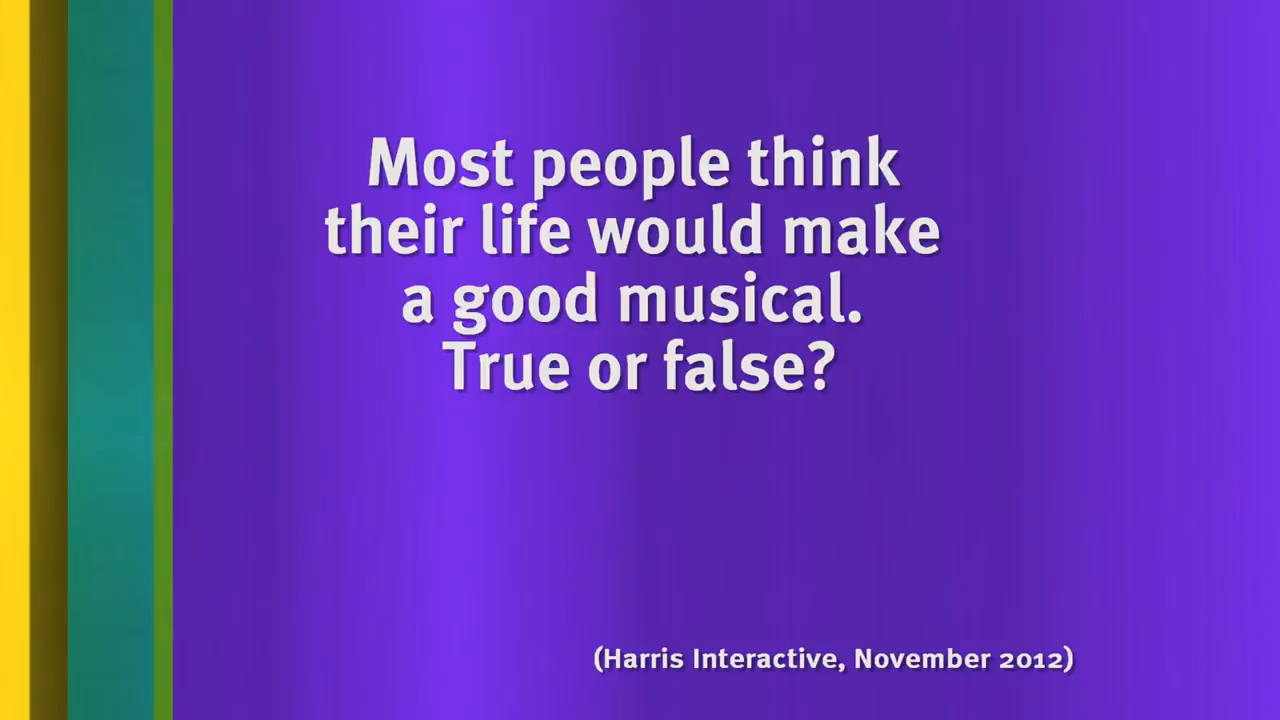 Most people think
their life would make
a good musical.
True or false?
(Harris Interactive, November 2012)